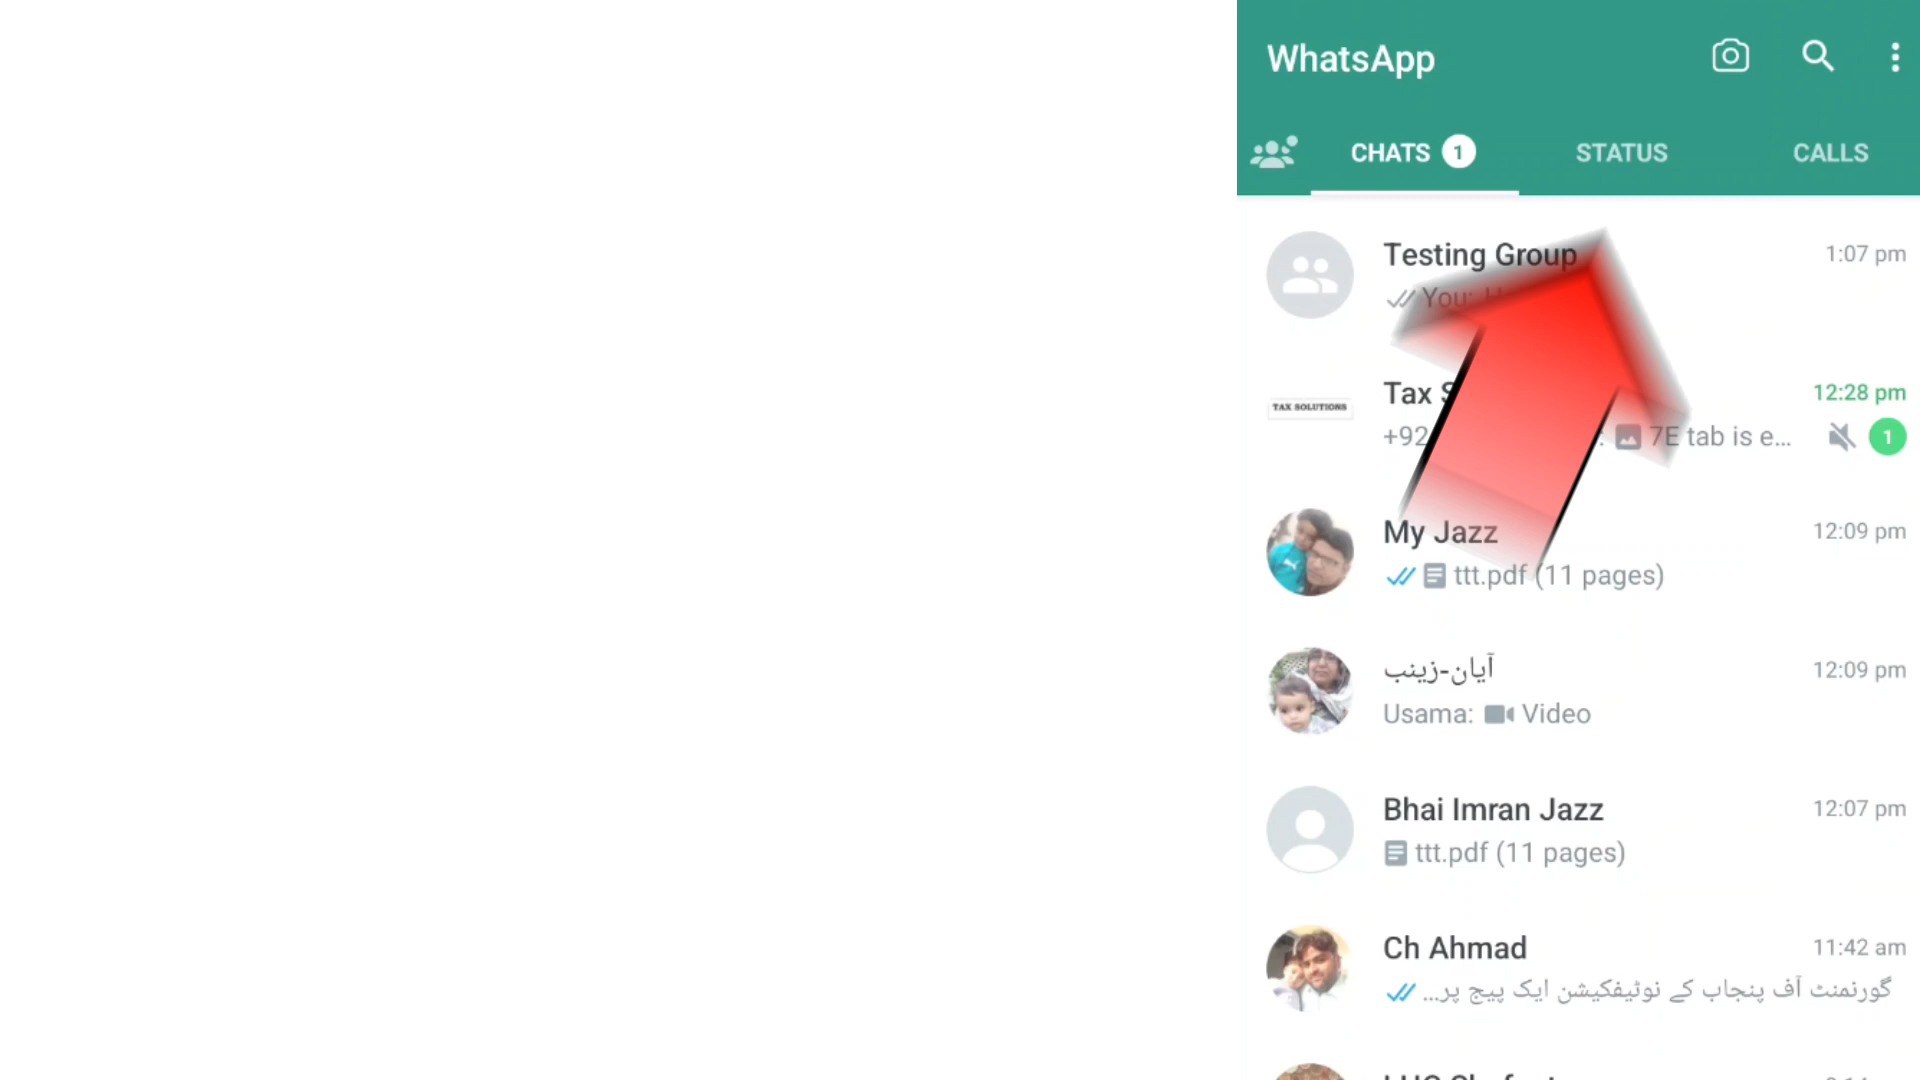 WhatsApp
CHATS 1
STATUS
CALLS
Testing Group
1:07 pm
You:
TAX SOLUTIONS
Tax
12:28 pm
+92
7E tab is e...
1
My Jazz
12:09 pm
ttt.pdf (11 pages)
آیان-زینب
12:09 pm
Usama: Video
Bhai Imran Jazz
12:07 pm
ttt.pdf (11 pages)
Ch Ahmad
11:42 am
گورنمنٹ آف پنجاب کے نوٹیفکیشن ایک پیج پر...